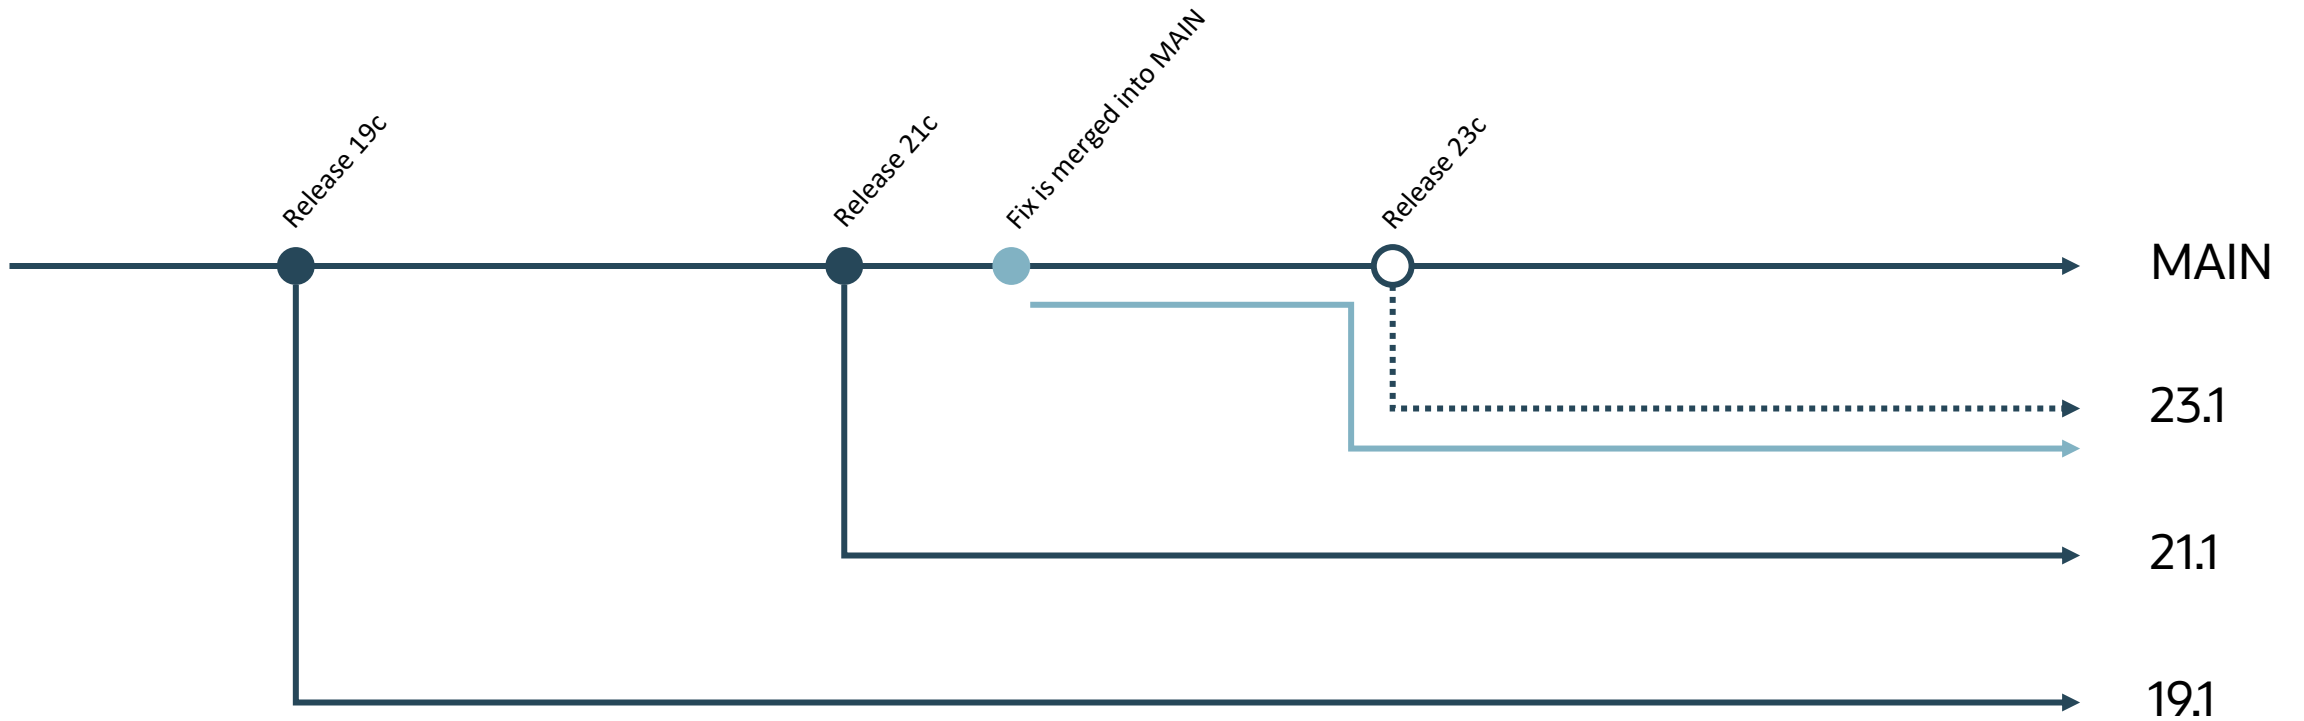 Release 19c
Release 21c
Fix is merged into MAIN
Release 23c
MAIN
23.1
21.1
19.1